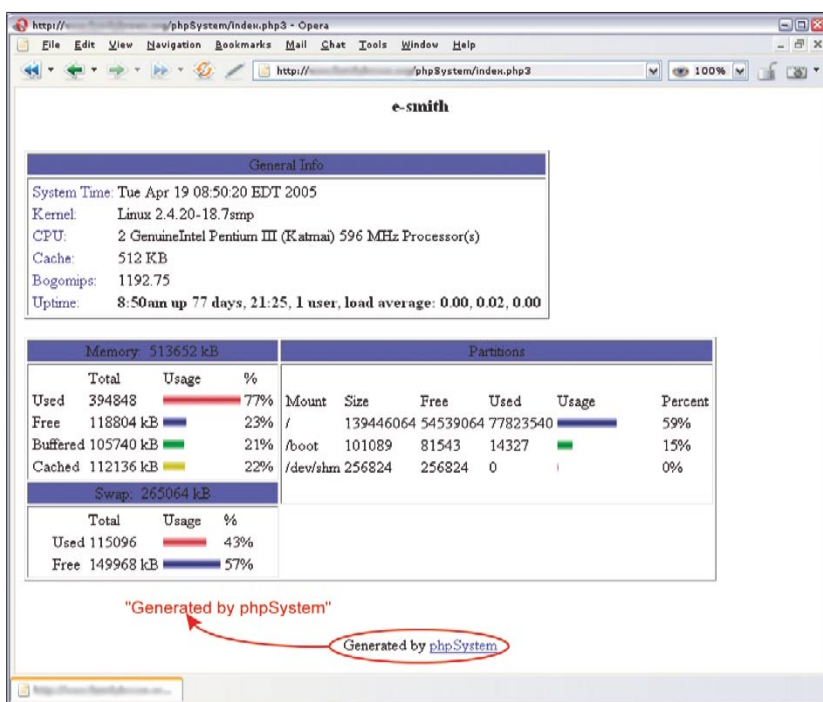 http:// /phpSystem/index.php3 - Opera
File Edit View Navigation Bookmarks Mail Chat Tools Window Help
http:// /phpSystem/index.php3 100%
e-smith
General Info
System Time: Tue Apr 19 08:50:20 EDT 2005
Kernel: Linux 2.4.20-18.7smp
CPU: 2 GenuineIntel Pentium III (Katmai) 596 MHz Processor(s)
Cache: 512 KB
Bogomips: 1192.75
Uptime: 8:50am up 77 days, 21:25, 1 user, load average: 0.00, 0.02, 0.00
Memory: 513652 kB
Total Usage %
Used 394848 77%
Free 118804 kB 23%
Buffered 105740 kB 21%
Cached 112136 kB 22%
Swap: 265064 kB
Total Usage %
Used 115096 43%
Free 149968 kB 57%
Partitions
Mount Size Free Used Usage Percent
/ 139446064 54539064 77823540 59%
/boot 101089 81543 14327 15%
/dev/shm 256824 256824 0 0%
"Generated by phpSystem"
Generated by phpSystem